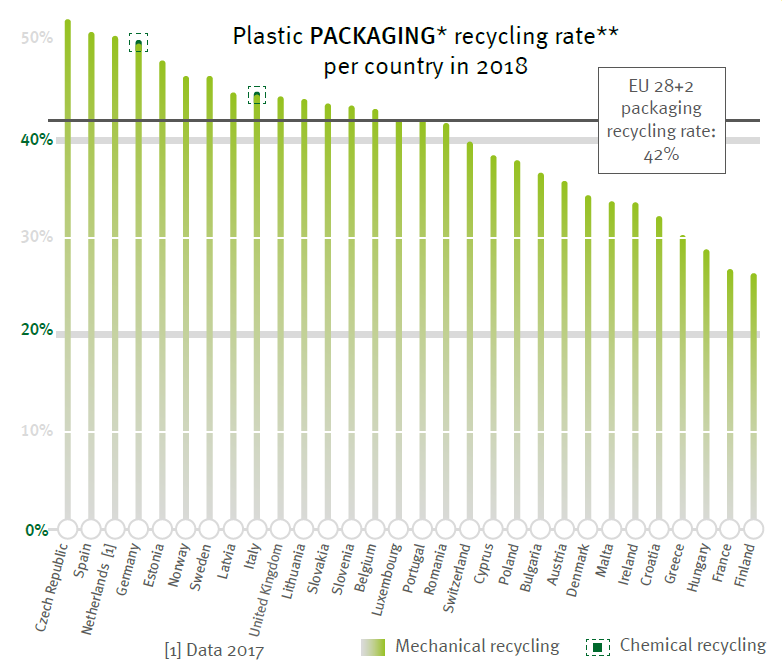 Plastic PACKAGING* recycling rate**
per country in 2018
EU 28+2
packaging
recycling rate:
42%
50%
40%
30%
20%
10%
0%
Czech Republic
Spain
Netherlands [1]
Germany
Estonia
Norway
Sweden
Latvia
Italy
United Kingdom
Lithuania
Slovakia
Slovenia
Belgium
Luxembourg
Portugal
Romania
Switzerland
Cyprus
Poland
Bulgaria
Austria
Denmark
Malta
Ireland
Croatia
Greece
Hungary
France
Finland
[1] Data 2017
Mechanical recycling
Chemical recycling